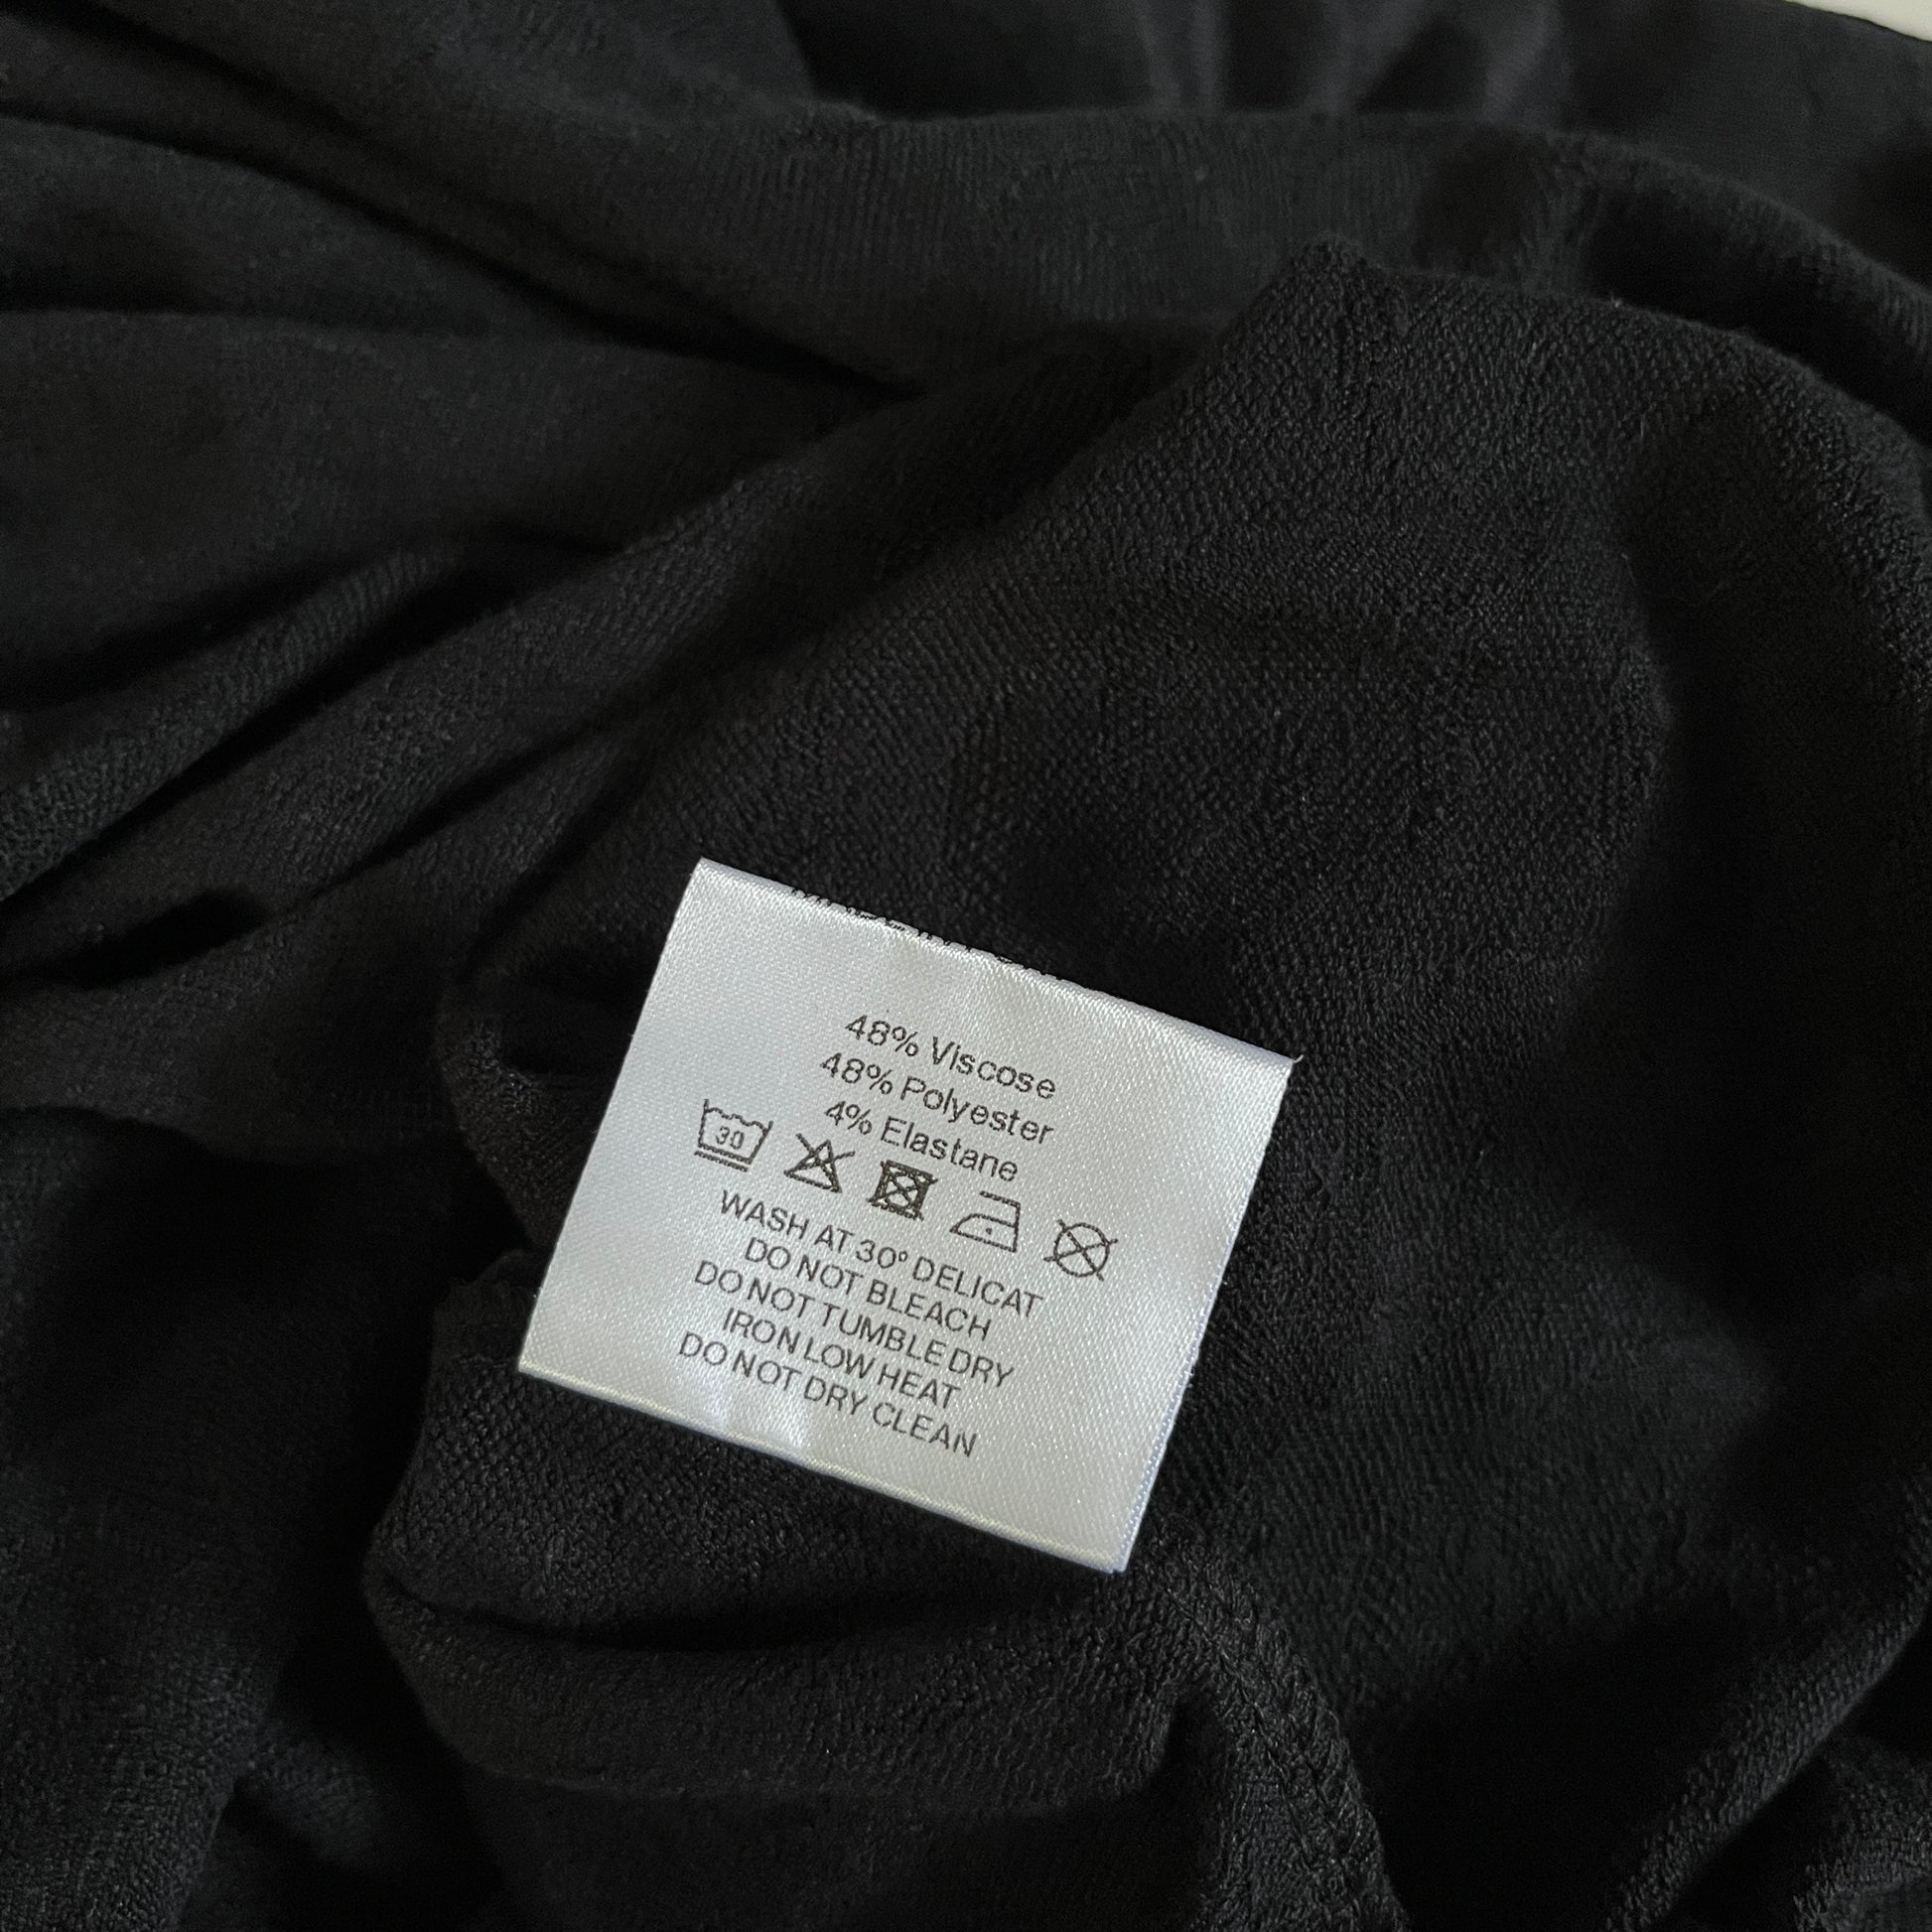 48% Viscose
48% Polyester
4% Elastane
30
WASH AT 30° DELICAT
DO NOT BLEACH
DO NOT TUMBLE DRY
IRON LOW HEAT
DO NOT DRY CLEAN